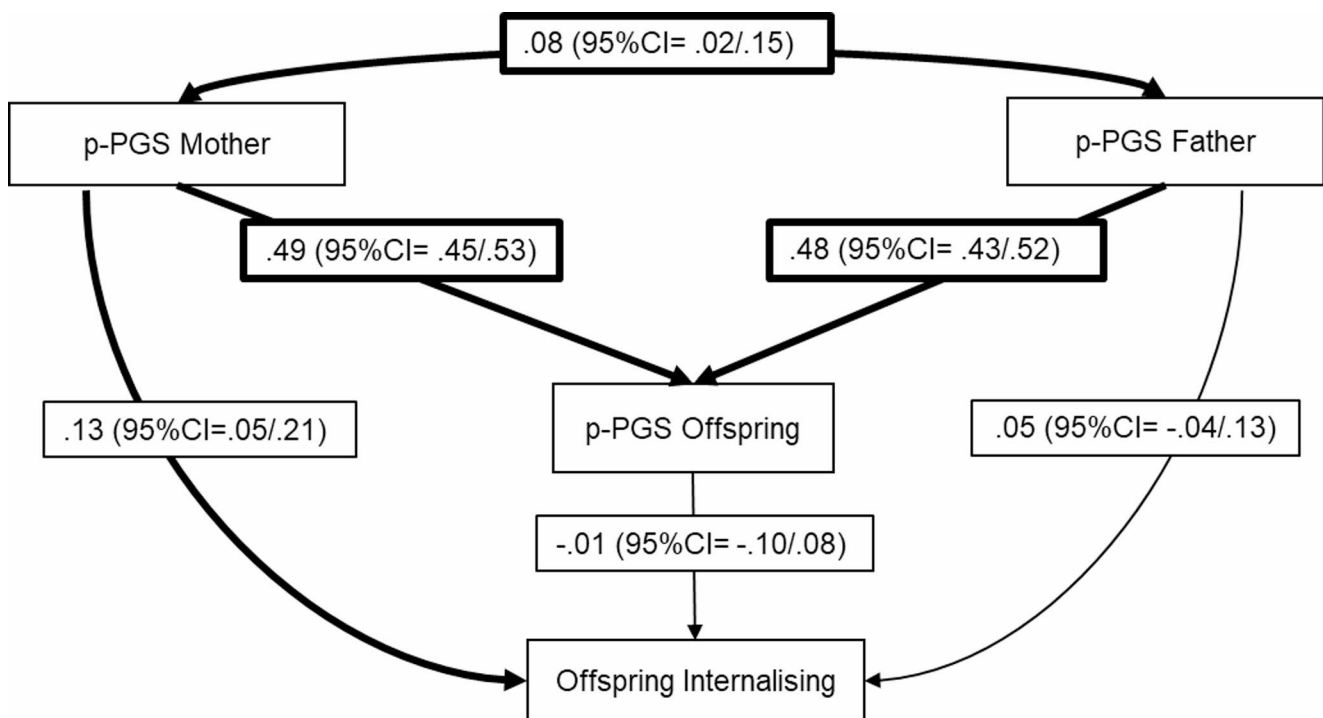 .08 (95%CI= .02/.15)
p-PGS Mother
p-PGS Father
.49 (95%CI= .45/.53)
.48 (95%CI= .43/.52)
.13 (95%CI=.05/.21)
p-PGS Offspring
.05 (95%CI= -.04/.13)
-.01 (95%CI= -.10/.08)
Offspring Internalising